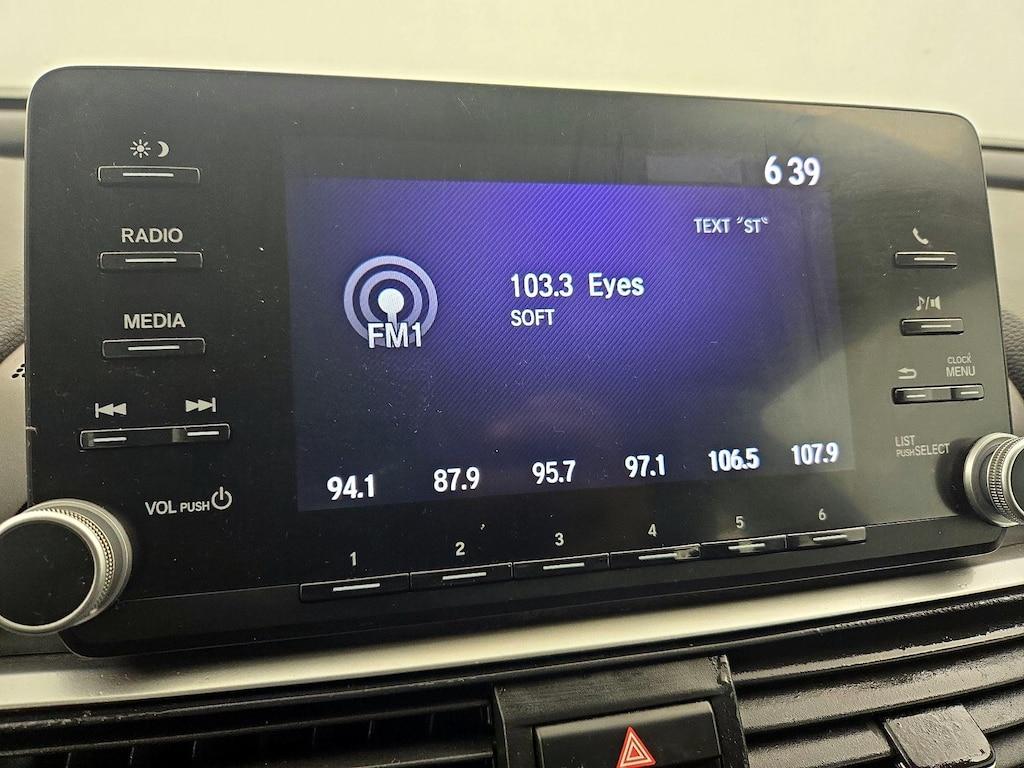 6:39
RADIO
TEXT "ST"
103.3 Eyes
SOFT
FM1
MEDIA
CLOCK
MENU
LIST
PUSH SELECT
VOL PUSH
94.1 87.9 95.7 97.1 106.5 107.9
1 2 3 4 5 6